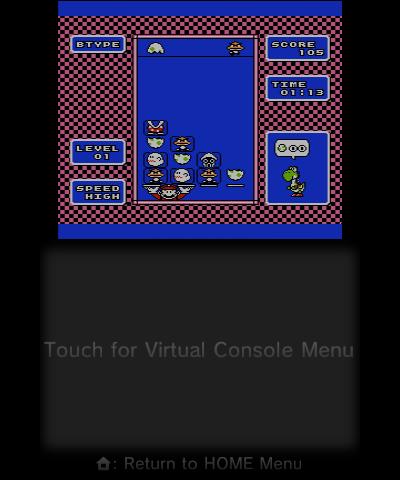 BTYPE
SCORE
105
TIME
01:13
LEVEL
01
SPEED
HIGH
Touch for Virtual Console Menu
: Return to HOME Menu